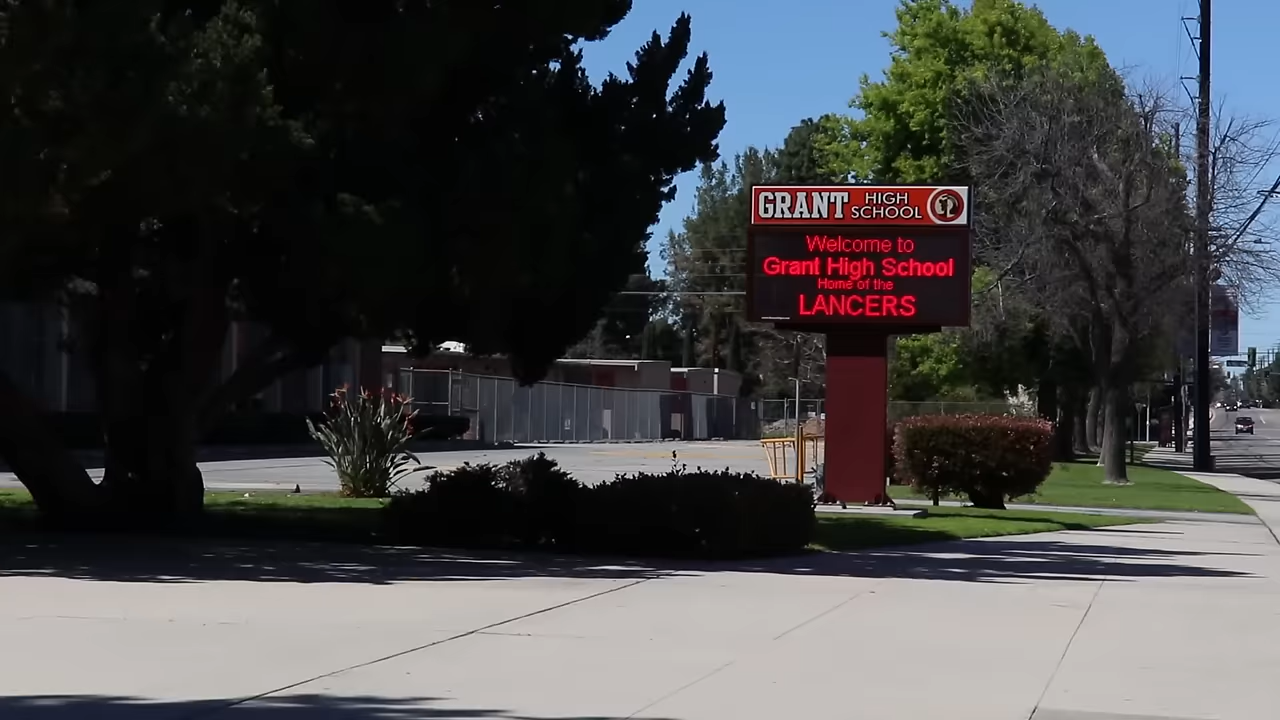 GRANT HIGH SCHOOL
Welcome to
Grant High School
Home of the
LANCERS